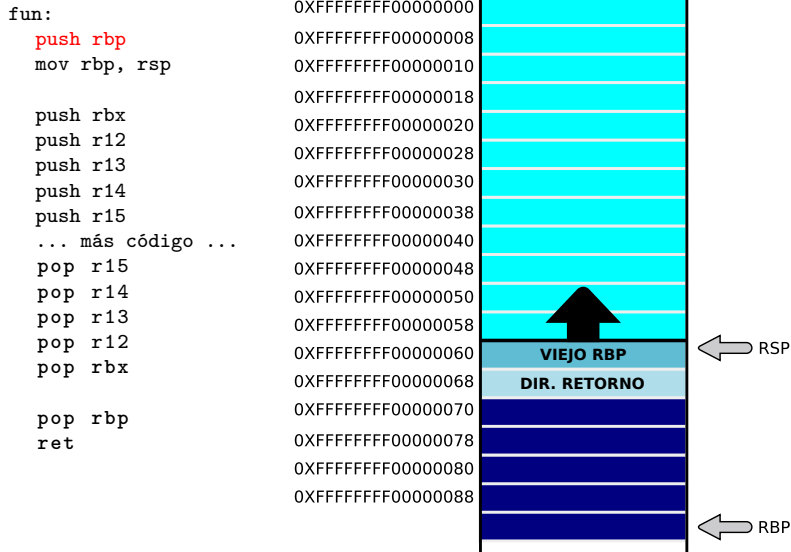 fun:
push rbp
mov rbp, rsp
push rbx
push r12
push r13
push r14
push r15
... más código ...
pop r15
pop r14
pop r13
pop r12
pop rbx
pop rbp
ret
0XFFFFFFFF00000000
0XFFFFFFFF00000008
0XFFFFFFFF00000010
0XFFFFFFFF00000018
0XFFFFFFFF00000020
0XFFFFFFFF00000028
0XFFFFFFFF00000030
0XFFFFFFFF00000038
0XFFFFFFFF00000040
0XFFFFFFFF00000048
0XFFFFFFFF00000050
0XFFFFFFFF00000058
0XFFFFFFFF00000060
0XFFFFFFFF00000068
0XFFFFFFFF00000070
0XFFFFFFFF00000078
0XFFFFFFFF00000080
0XFFFFFFFF00000088
VIEJO RBP
DIR. RETORNO
RSP
RBP